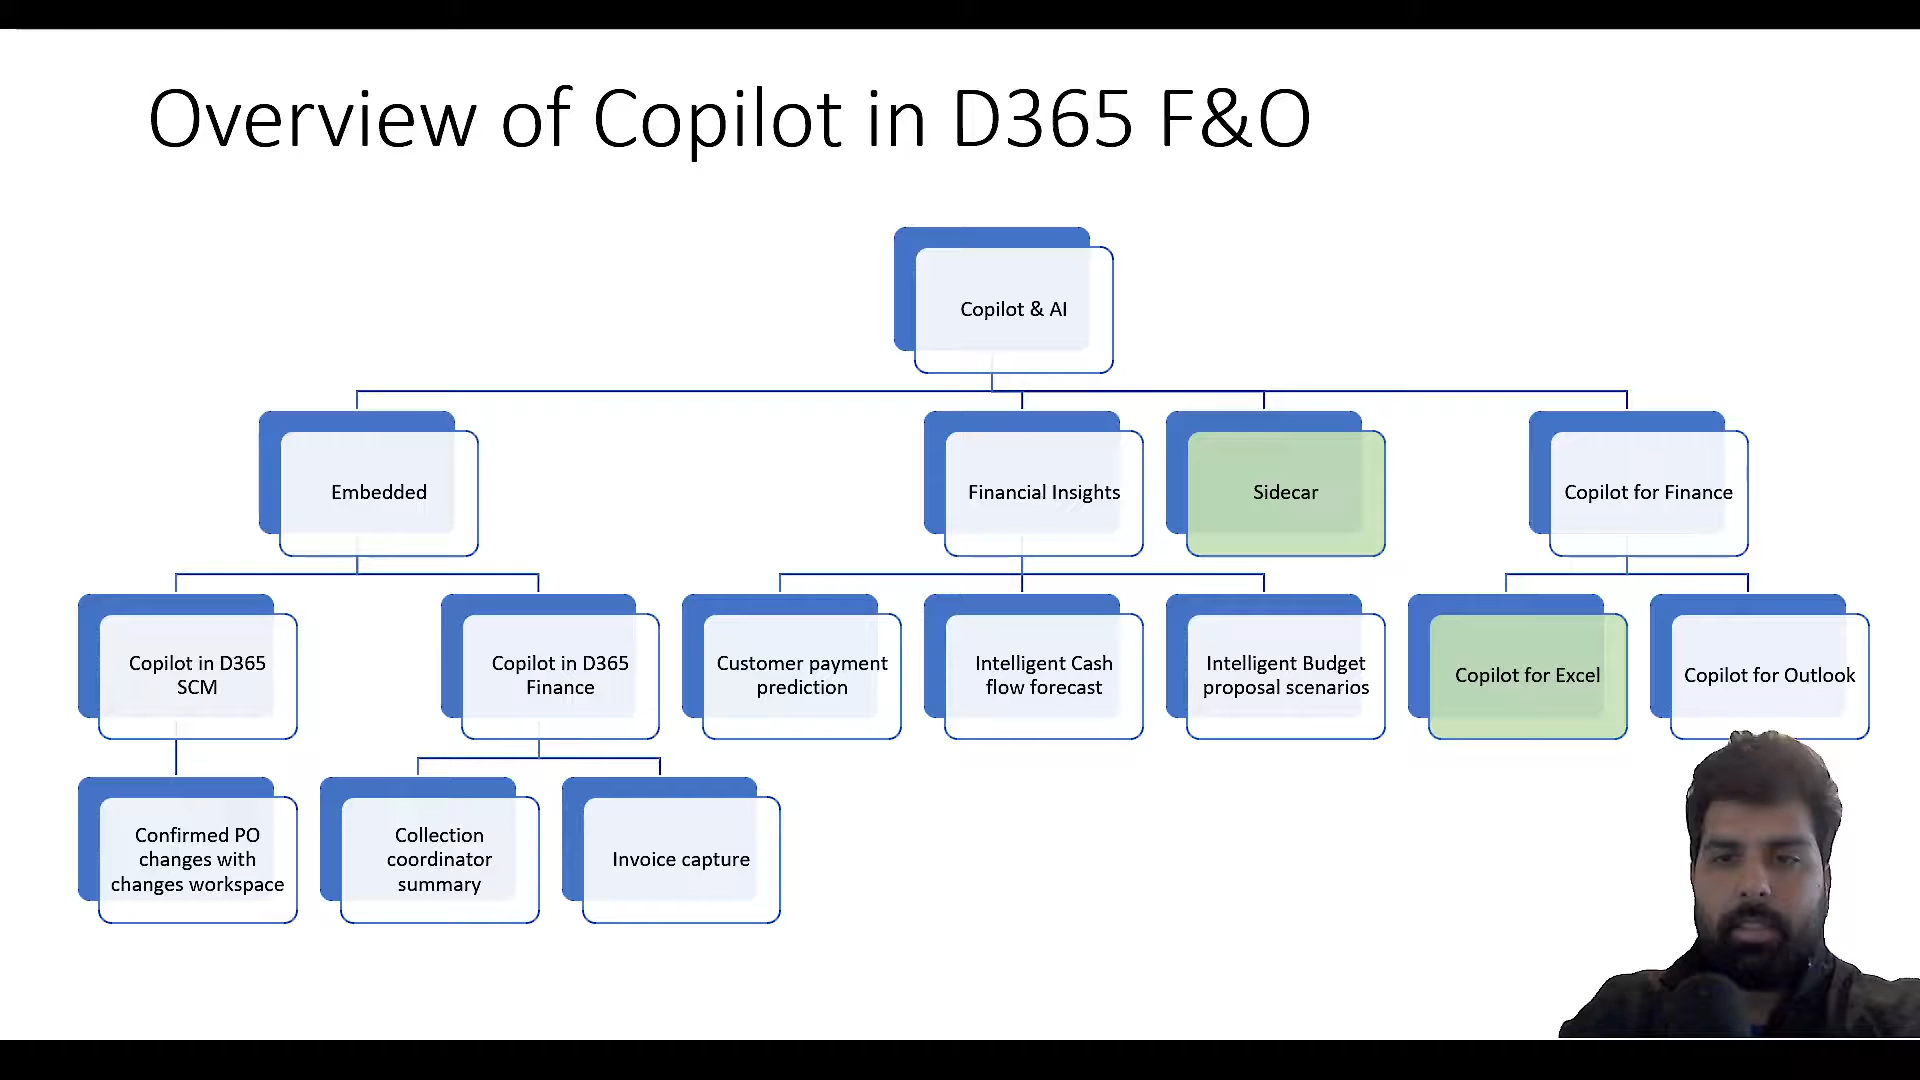 Overview of Copilot in D365 F&O
Copilot & AI
Embedded
Financial Insights
Sidecar
Copilot for Finance
Copilot in D365
SCM
Copilot in D365
Finance
Customer payment
prediction
Intelligent Cash
flow forecast
Intelligent Budget
proposal scenarios
Copilot for Excel
Copilot for Outlook
Confirmed PO
changes with
changes workspace
Collection
coordinator
summary
Invoice capture